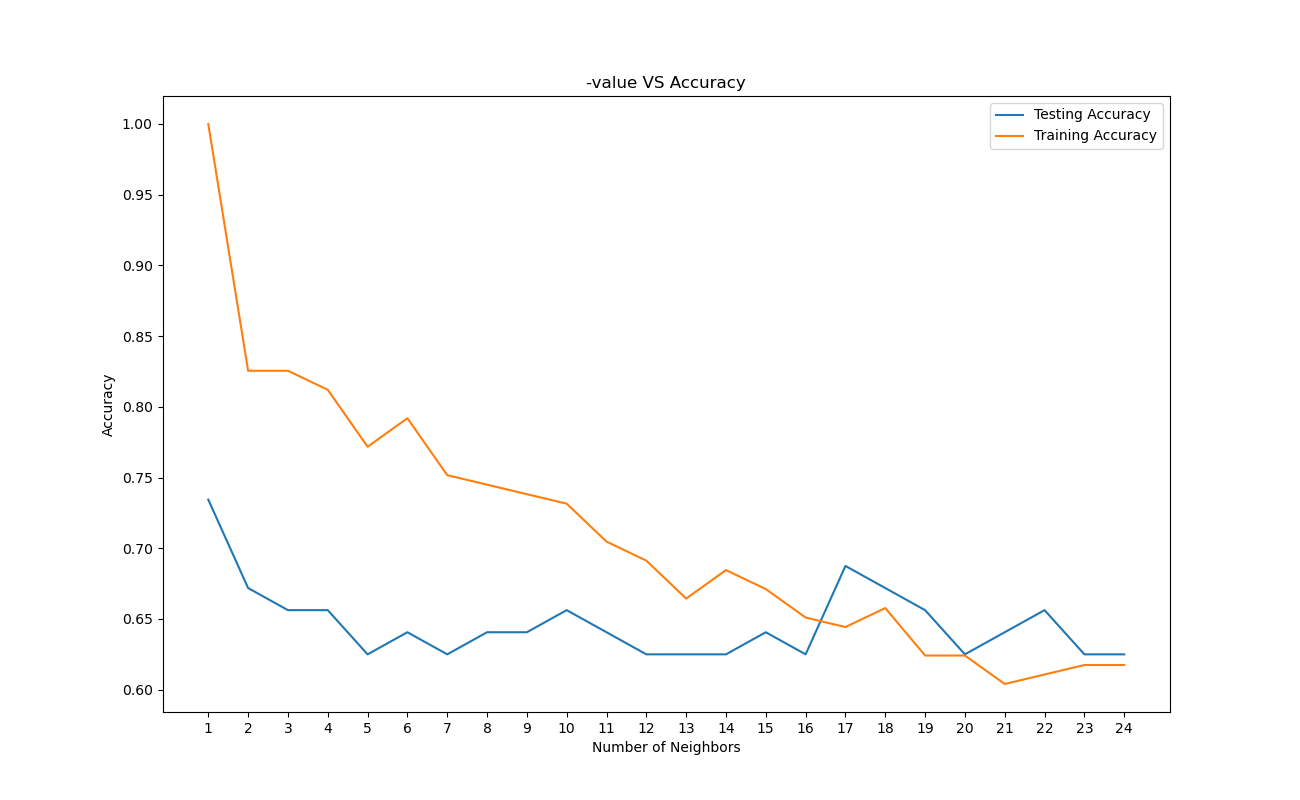 -value VS Accuracy
Testing Accuracy
Training Accuracy
1.00
0.95
0.90
0.85
0.80
0.75
0.70
0.65
0.60
Accuracy
1 2 3 4 5 6 7 8 9 10 11 12 13 14 15 16 17 18 19 20 21 22 23 24
Number of Neighbors